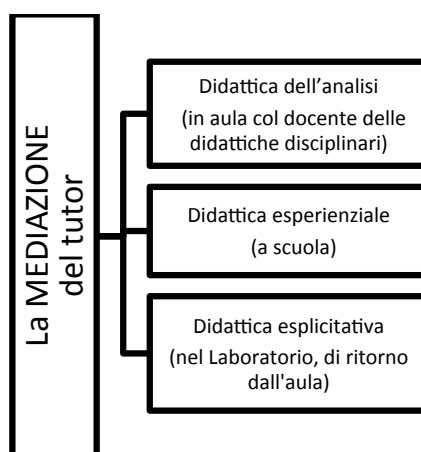 La MEDIAZIONE
del tutor
Didattica dell’analisi
(in aula col docente delle
didattiche disciplinari)
Didattica esperienziale
(a scuola)
Didattica esplicitativa
(nel Laboratorio, di ritorno
dall'aula)